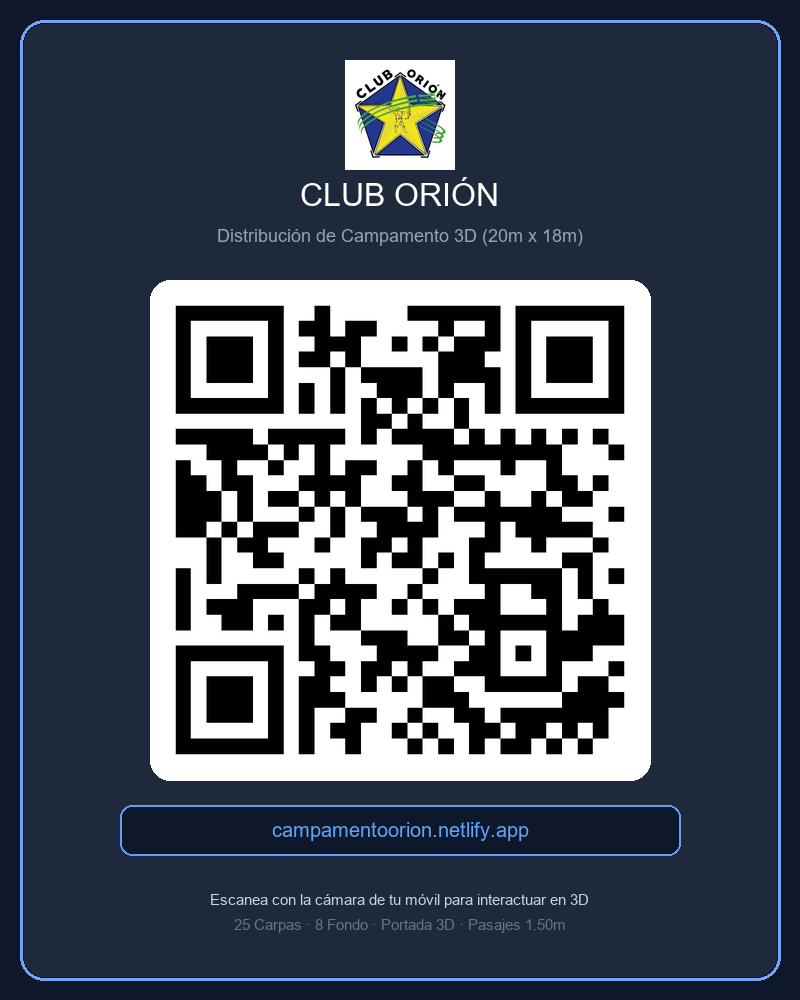 CLUB ORIÓN
CLUB ORIÓN
Distribución de Campamento 3D (20m x 18m)
campamentoorion.netlify.app
Escanea con la cámara de tu móvil para interactuar en 3D
25 Carpas · 8 Fondo · Portada 3D · Pasajes 1.50m